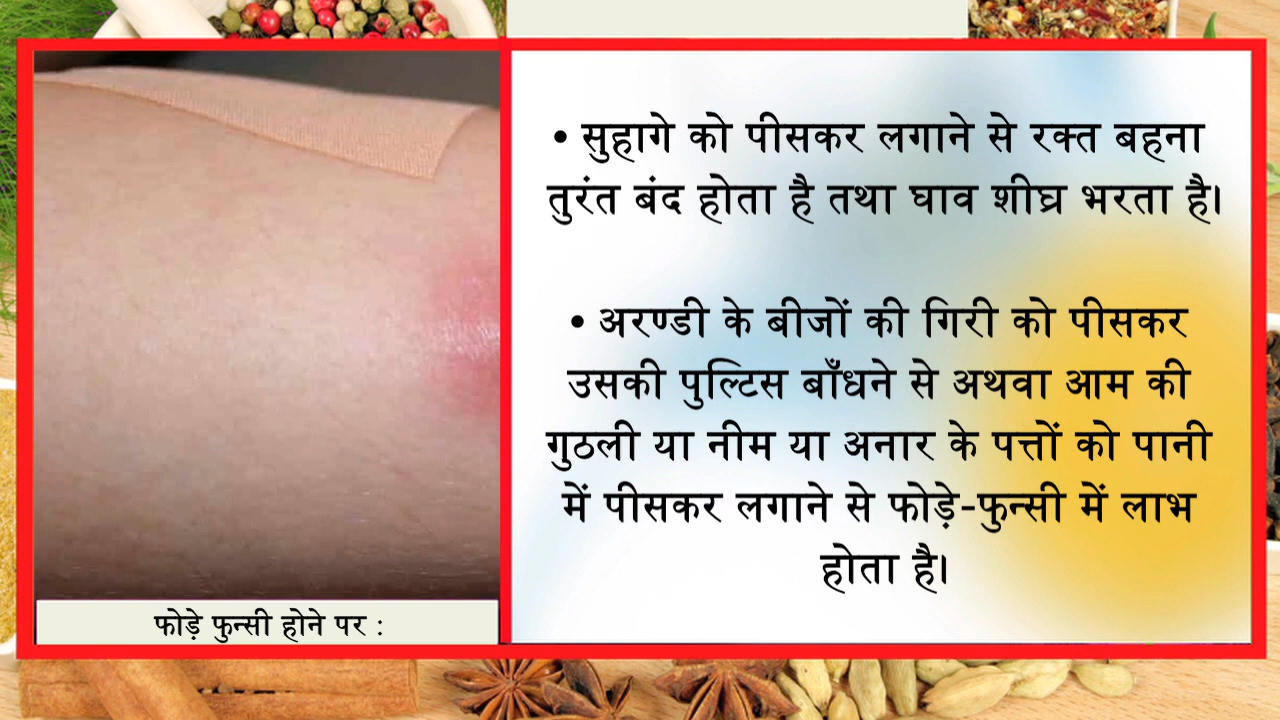 • सुहागे को पीसकर लगाने से रक्त बहना
तुरंत बंद होता है तथा घाव शीघ्र भरता है।
• अरण्डी के बीजों की गिरी को पीसकर
उसकी पुल्टिस बाँधने से अथवा आम की
गुठली या नीम या अनार के पत्तों को पानी
में पीसकर लगाने से फोड़े-फुन्सी में लाभ
होता है।
फोड़े फुन्सी होने पर :